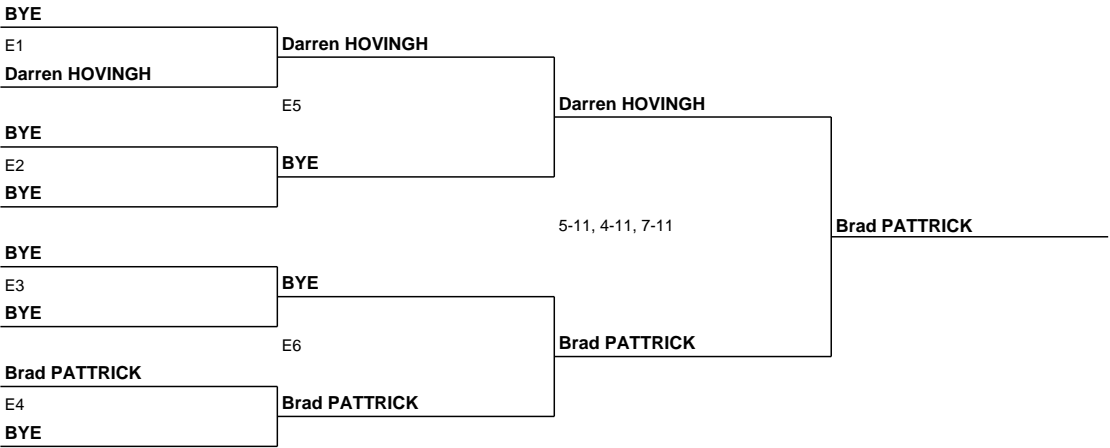 BYE
E1
Darren HOVINGH
Darren HOVINGH
E5
Darren HOVINGH
BYE
E2
BYE
BYE
5-11, 4-11, 7-11
Brad PATTRICK
BYE
E3
BYE
BYE
E6
Brad PATTRICK
Brad PATTRICK
E4
Brad PATTRICK
BYE